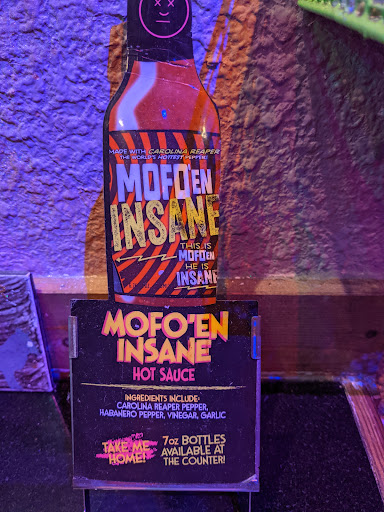 MADE WITH CAROLINA REAPER
THE WORLD'S HOTTEST PEPPER!
MOFO'EN
INSANE
THIS IS
MOFO'EN
HE IS
INSANE
MOFO'EN
INSANE
HOT SAUCE
INGREDIENTS INCLUDE:
CAROLINA REAPER PEPPER,
HABANERO PEPPER, VINEGAR, GARLIC
TAKE ME
HOME!
7oz BOTTLES
AVAILABLE AT
THE COUNTER!